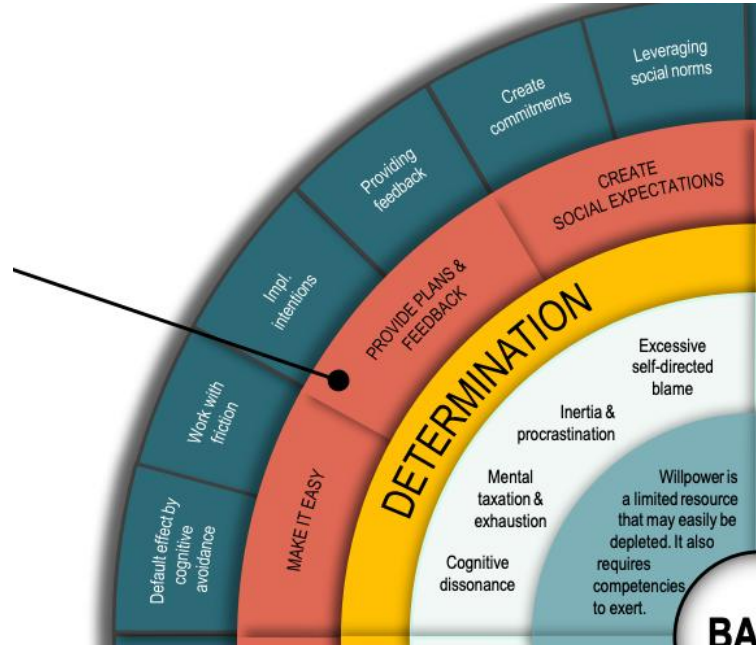 Leveraging
social norms
Create
commitments
Providing
feedback
Impl.
intentions
Work with
friction
Default effect by
cognitive
avoidance
CREATE
SOCIAL EXPECTATIONS
PROVIDE PLANS &
FEEDBACK
MAKE IT EASY
DETERMINATION
Excessive
self-directed
blame
Inertia &
procrastination
Mental
taxation &
exhaustion
Cognitive
dissonance
Willpower is
a limited resource
that may easily be
depleted. It also
requires
competencies
to exert.
BA